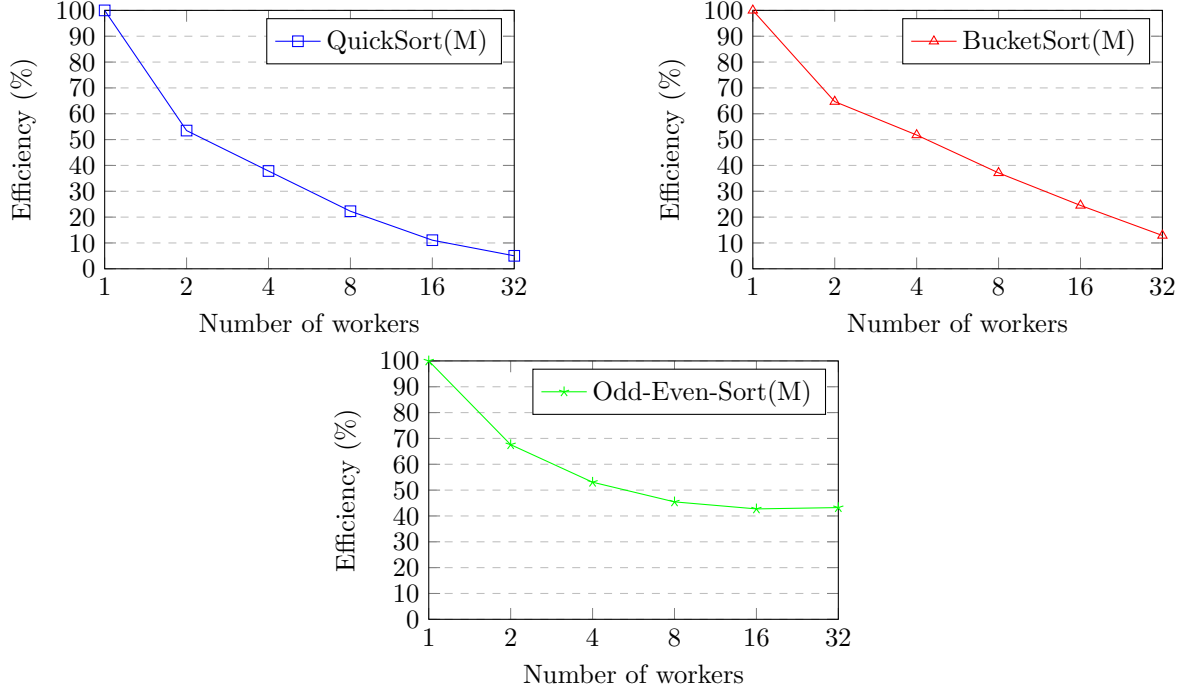 QuickSort(M)
Efficiency (%)
100
90
80
70
60
50
40
30
20
10
0
1 2 4 8 16 32
Number of workers
BucketSort(M)
Efficiency (%)
100
90
80
70
60
50
40
30
20
10
0
1 2 4 8 16 32
Number of workers
Odd-Even-Sort(M)
Efficiency (%)
100
90
80
70
60
50
40
30
20
10
0
1 2 4 8 16 32
Number of workers